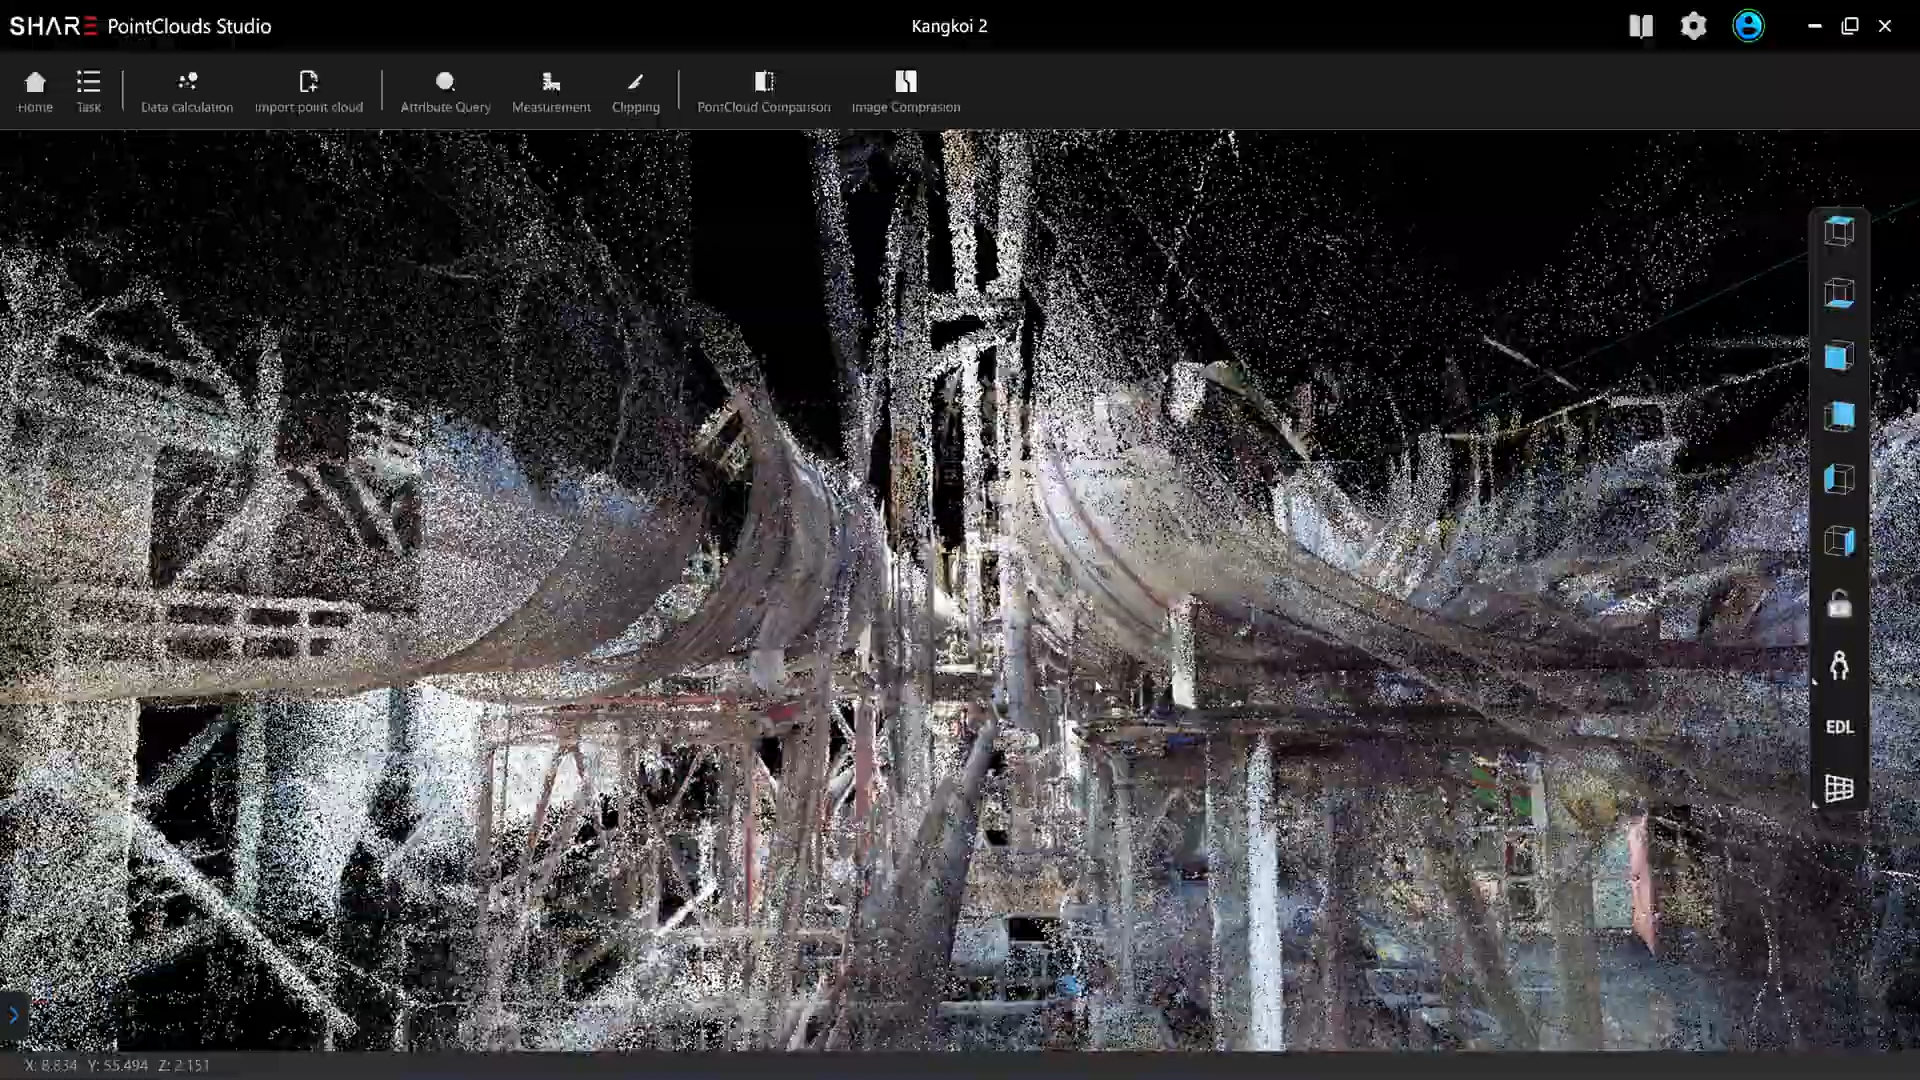 SHARE PointClouds Studio
Kangkoi 2
Home
Task
Data calculation
Import point cloud
Attribute Query
Measurement
Clipping
PontCloud Comparison
Image Comprasion
EDL
X: 8.834 Y: 55.494 Z: 2.151